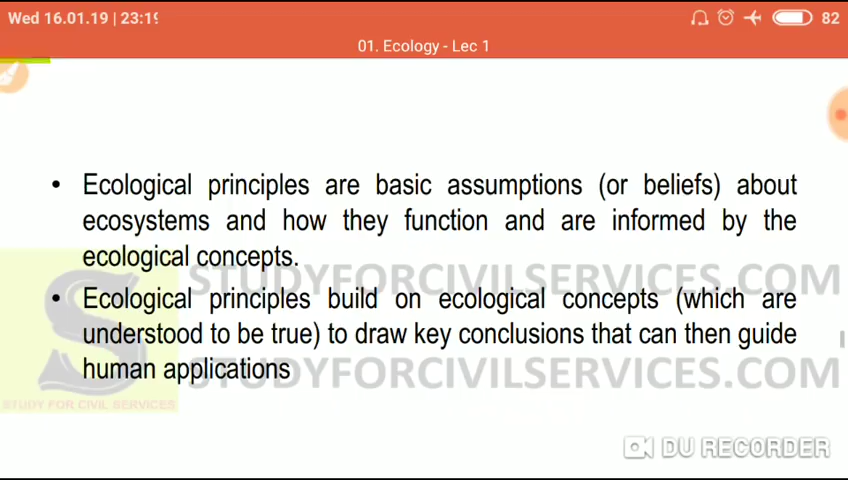 Wed 16.01.19 | 23:19
82
01. Ecology - Lec 1
• Ecological principles are basic assumptions (or beliefs) about
ecosystems and how they function and are informed by the
ecological concepts.
STUDYFORCIVILSERVICES.COM
• Ecological principles build on ecological concepts (which are
understood to be true) to draw key conclusions that can then guide
human applications
STUDYFORCIVILSERVICES.COM
STUDY FOR CIVIL SERVICES
DU RECORDER